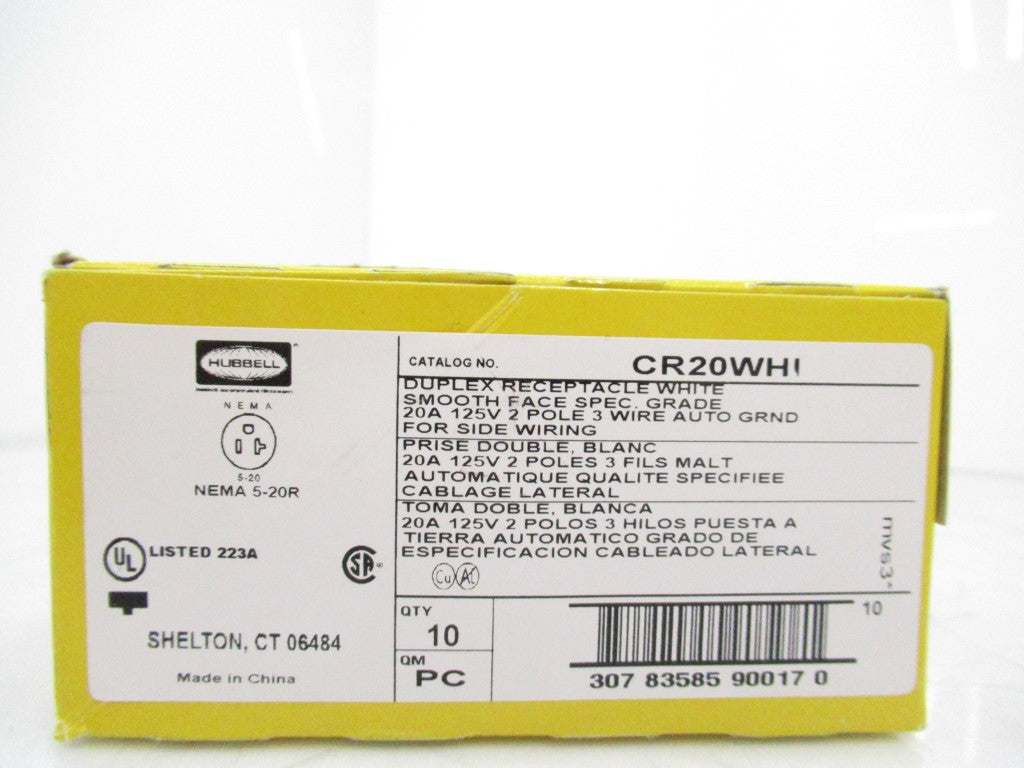 HUBBELL
NEMA
5-20
NEMA 5-20R
UL LISTED 223A
SA
SHELTON, CT 06484
Made in China
CATALOG NO. CR20WHI
DUPLEX RECEPTACLE WHITE
SMOOTH FACE SPEC. GRADE
20A 125V 2 POLE 3 WIRE AUTO GRND
FOR SIDE WIRING
PRISE DOUBLE, BLANC
20A 125V 2 POLES 3 FILS MALT
AUTOMATIQUE QUALITE SPECIFIEE
CABLAGE LATERAL
TOMA DOBLE, BLANCA
20A 125V 2 POLOS 3 HILOS PUESTA A
TIERRA AUTOMATICO GRADO DE
ESPECIFICACION CABLEADO LATERAL
Cu AL
mvs3*
QTY
10
QM
PC
10
307 83585 90017 0